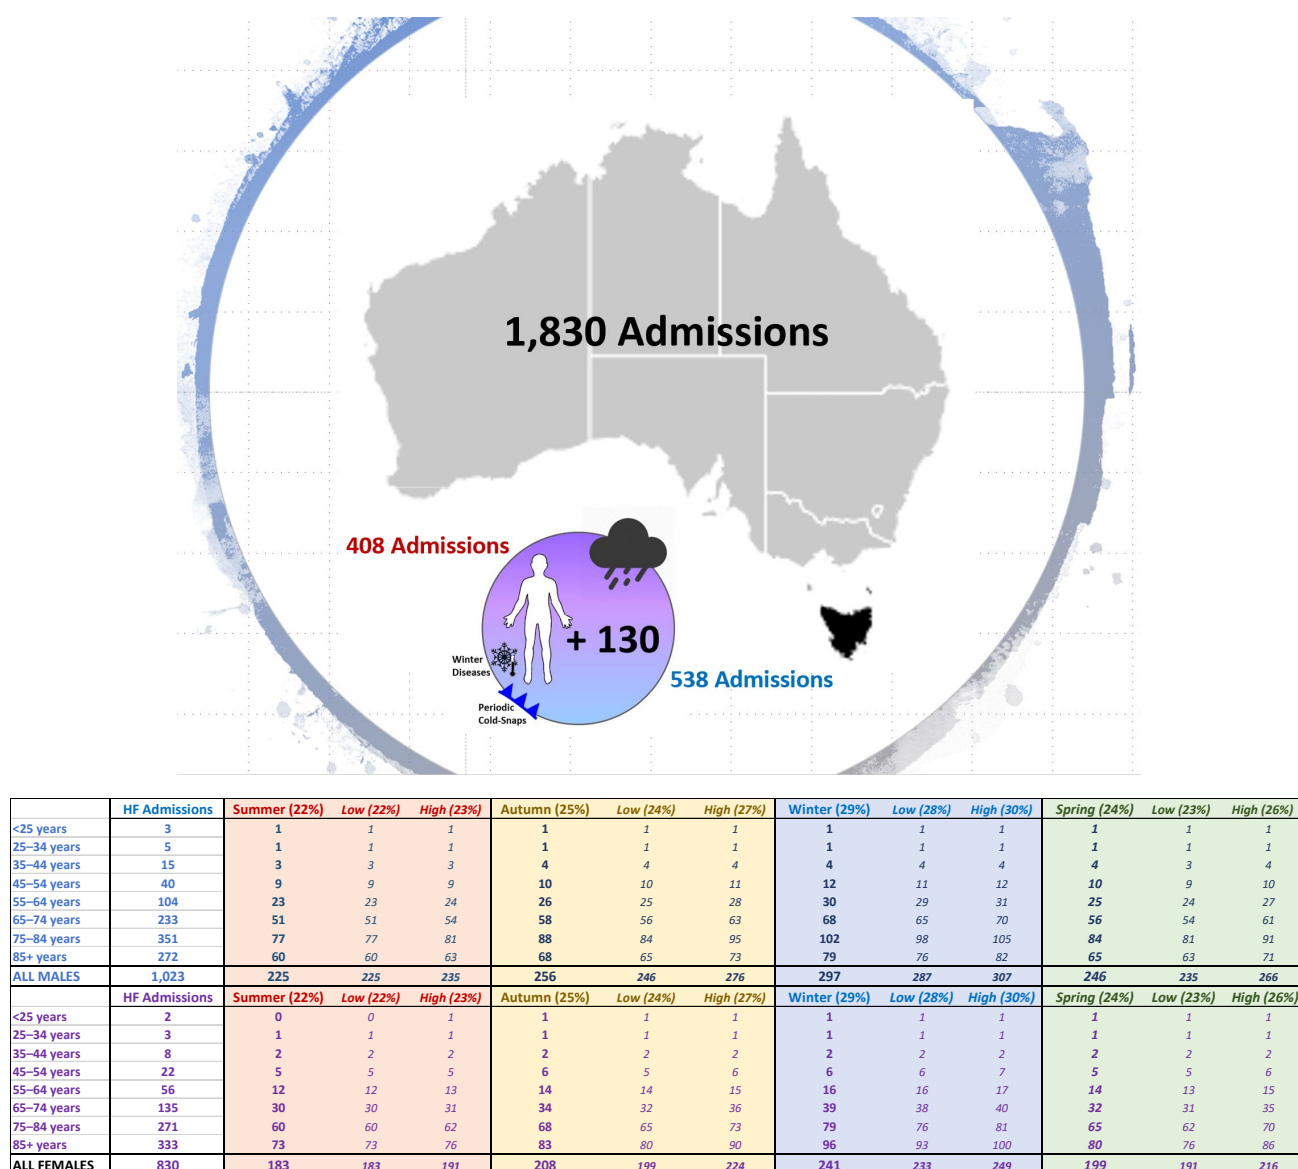 1,830 Admissions
408 Admissions
+ 130
Winter
Diseases
538 Admissions
Periodic
Cold-Snaps
HF Admissions Summer (22%) Low (22%) High (23%) Autumn (25%) Low (24%) High (27%) Winter (29%) Low (28%) High (30%) Spring (24%) Low (23%) High (26%)
<25 years 3 1 1 1 1 1 1 1 1 1 1 1 1
25–34 years 5 1 1 1 1 1 1 1 1 1 1 1 1
35–44 years 15 3 3 3 4 4 4 4 4 4 4 3 4
45–54 years 40 9 9 9 10 10 11 12 11 12 10 9 10
55–64 years 104 23 23 24 26 25 28 30 29 31 25 24 27
65–74 years 233 51 51 54 58 56 63 68 65 70 56 54 61
75–84 years 351 77 77 81 88 84 95 102 98 105 84 81 91
85+ years 272 60 60 63 68 65 73 79 76 82 65 63 71
ALL MALES 1,023 225 225 235 256 246 276 297 287 307 246 235 266
HF Admissions Summer (22%) Low (22%) High (23%) Autumn (25%) Low (24%) High (27%) Winter (29%) Low (28%) High (30%) Spring (24%) Low (23%) High (26%)
<25 years 2 0 0 1 1 1 1 1 1 1 1 1 1
25–34 years 3 1 1 1 1 1 1 1 1 1 1 1 1
35–44 years 8 2 2 2 2 2 2 2 2 2 2 2 2
45–54 years 22 5 5 5 6 5 6 6 6 7 5 5 6
55–64 years 56 12 12 13 14 14 15 16 16 17 14 13 15
65–74 years 135 30 30 31 34 32 36 39 38 40 32 31 35
75–84 years 271 60 60 62 68 65 73 79 76 81 65 62 70
85+ years 333 73 73 76 83 80 90 96 93 100 80 76 86
ALL FEMALES 830 183 183 191 208 199 224 241 233 249 199 191 216